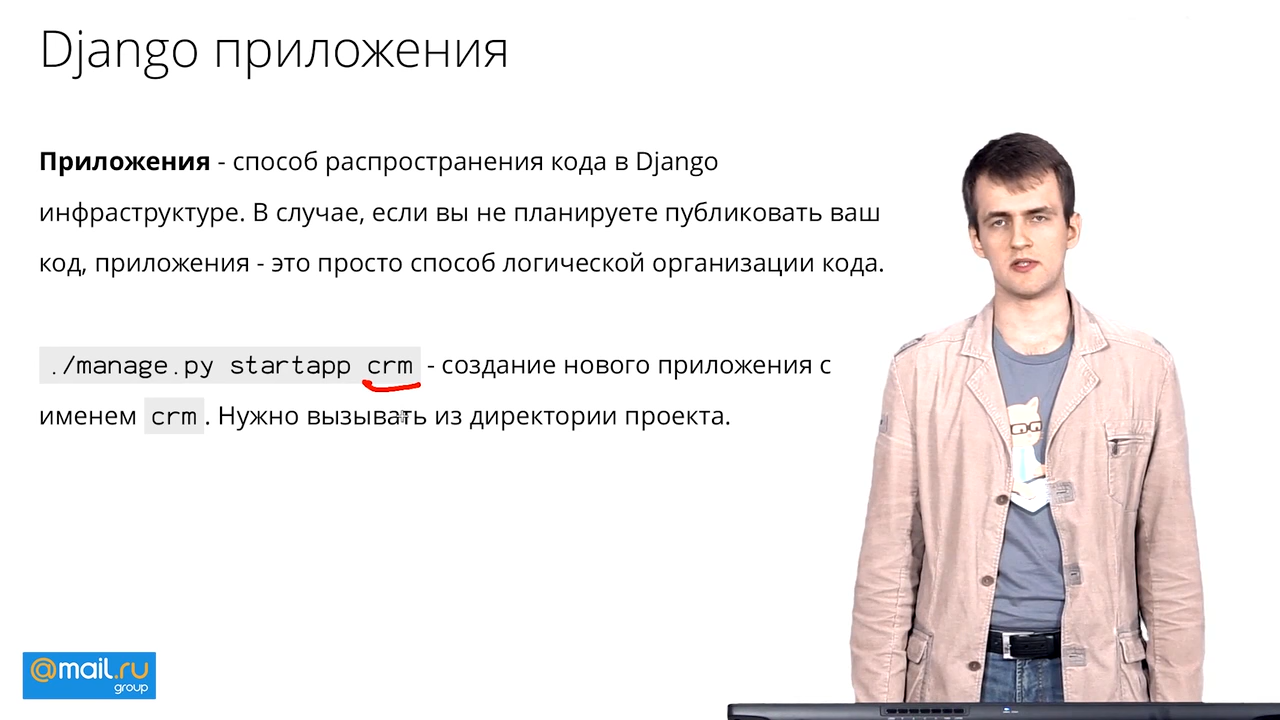 Django приложения
Приложения - способ распространения кода в Django
инфраструктуре. В случае, если вы не планируете публиковать ваш
код, приложения - это просто способ логической организации кода.
./manage.py startapp crm - создание нового приложения с
именем crm. Нужно вызывать из директории проекта.
@mail.ru
group